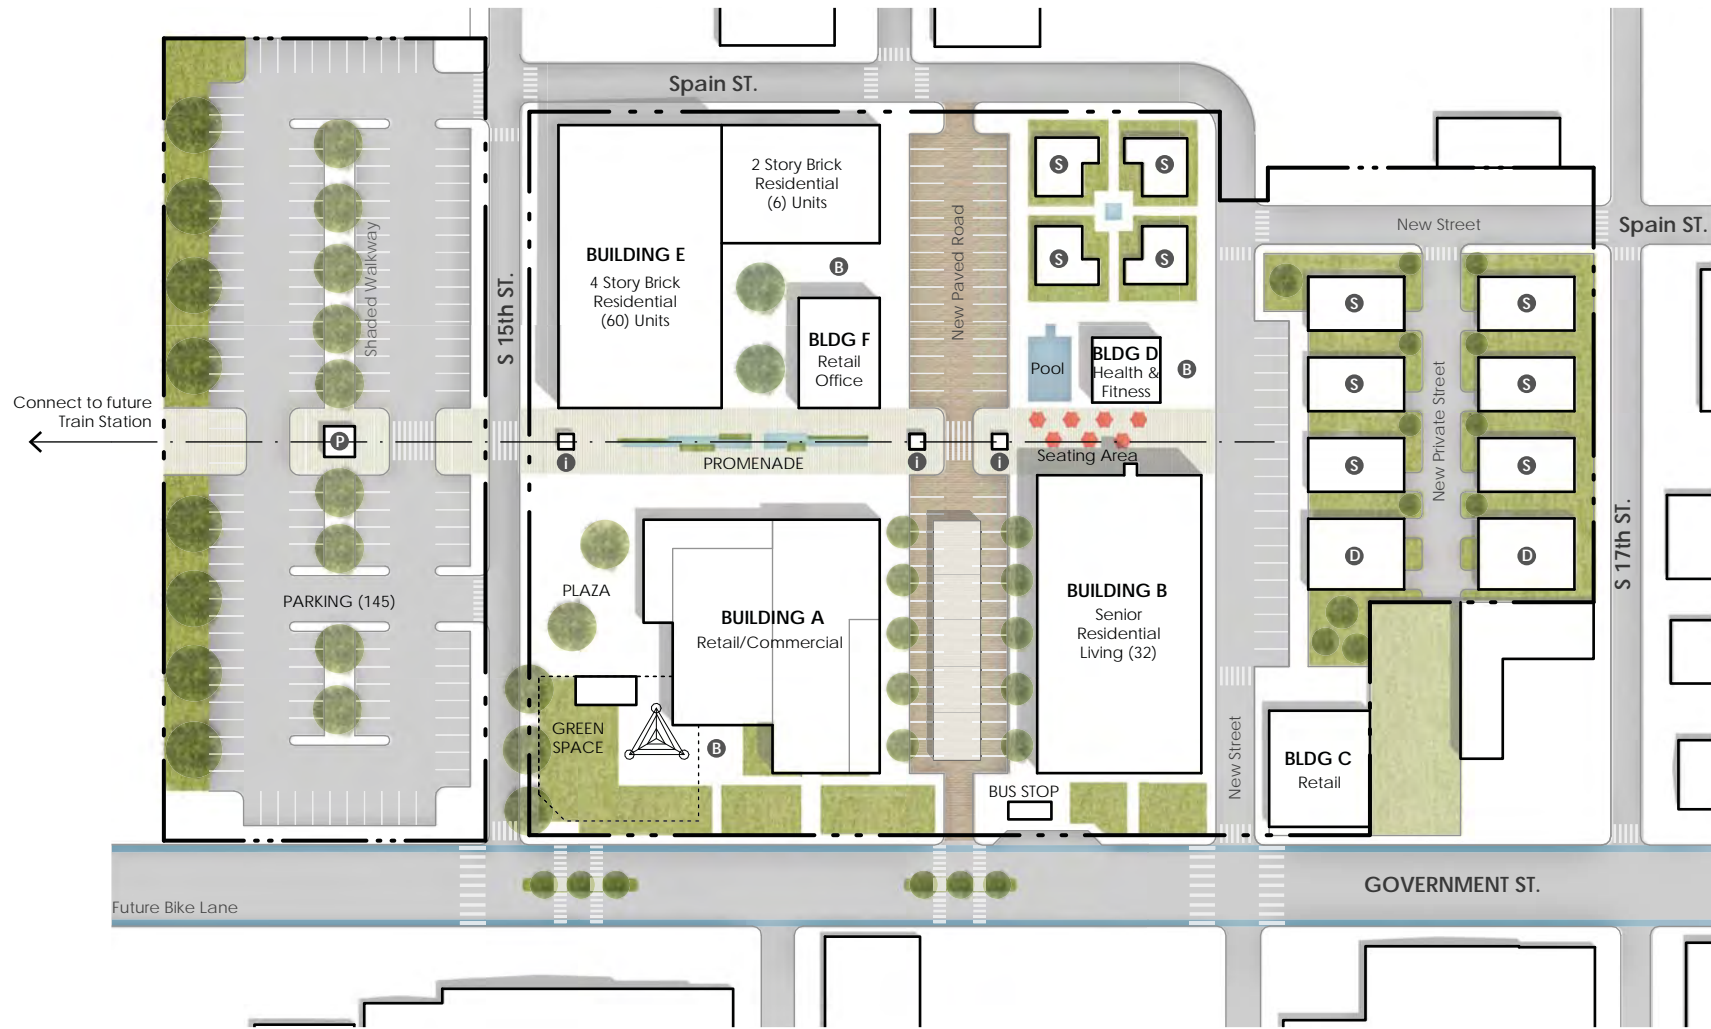 Spain ST.
2 Story Brick
Residential
(6) Units
S
S
New Paved Road
Shaded Walkway
New Street
Spain ST.
BUILDING E
4 Story Brick
Residential
(60) Units
B
S
S
S 15th ST.
S
S
BLDG F
Retail
Office
Pool
BLDG D
Health &
Fitness
B
S
S
New Private Street
Connect to future
Train Station
P
i
PROMENADE
i
i
Seating Area
S
S
S 17th ST.
D
D
PARKING (145)
PLAZA
BUILDING A
Retail/Commercial
BUILDING B
Senior
Residential
Living (32)
GREEN
SPACE
B
New Street
BLDG C
Retail
BUS STOP
GOVERNMENT ST.
Future Bike Lane